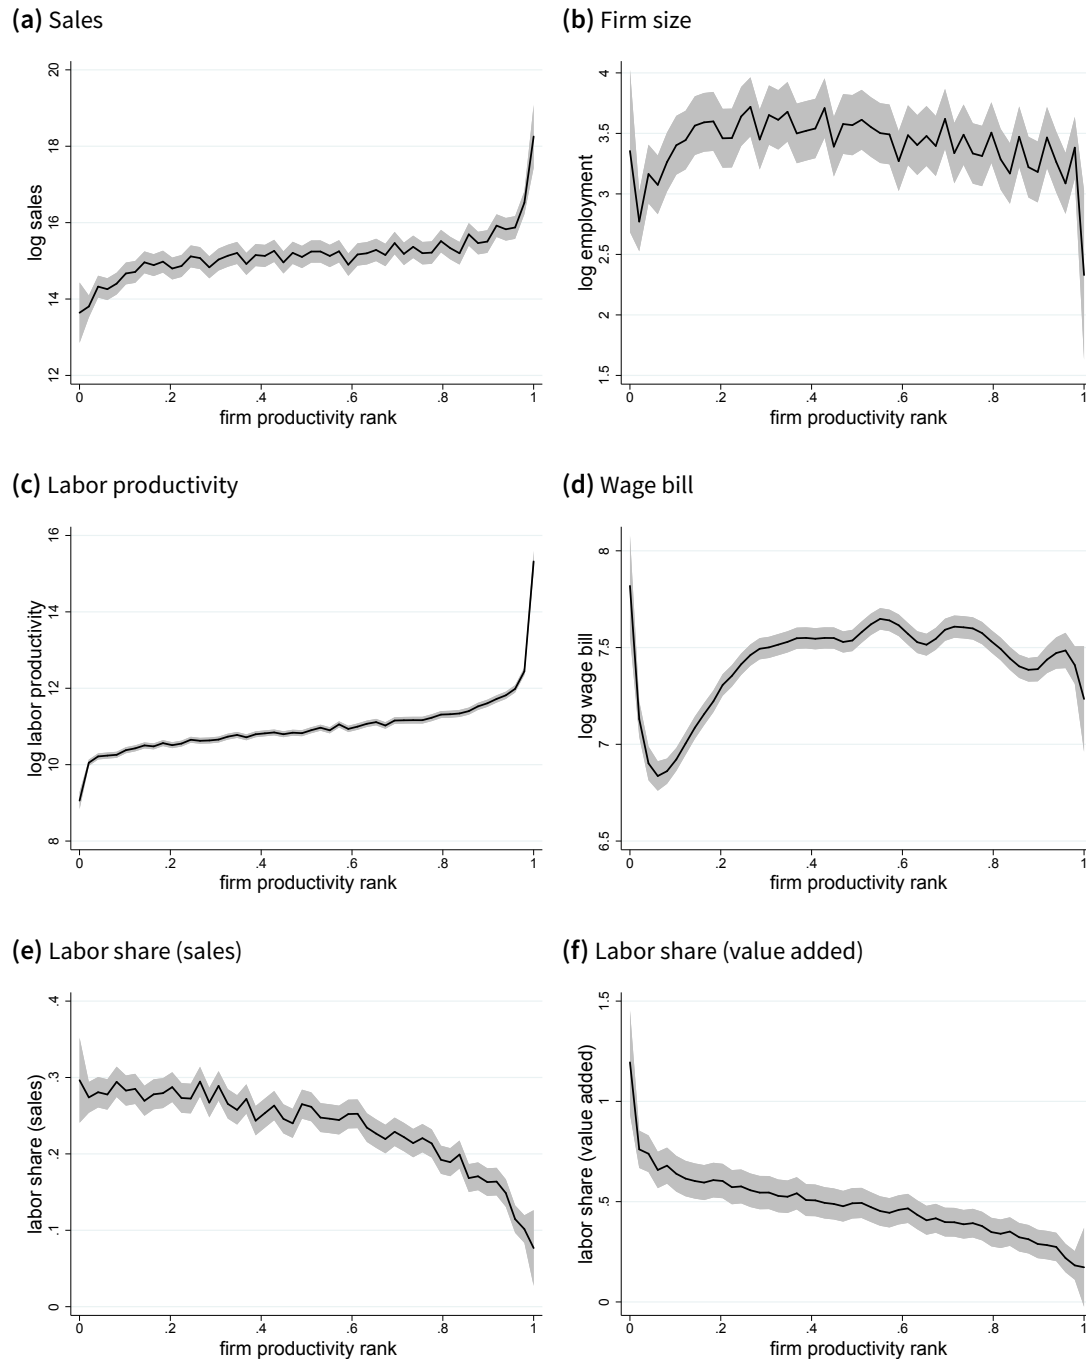 (a) Sales
20
18
16
14
12
log sales
0 .2 .4 .6 .8 1
firm productivity rank
(b) Firm size
4
3.5
3
2.5
2
1.5
log employment
0 .2 .4 .6 .8 1
firm productivity rank
(c) Labor productivity
16
14
12
10
8
log labor productivity
0 .2 .4 .6 .8 1
firm productivity rank
(d) Wage bill
8
7.5
7
6.5
log wage bill
0 .2 .4 .6 .8 1
firm productivity rank
(e) Labor share (sales)
.4
.3
.2
.1
0
labor share (sales)
0 .2 .4 .6 .8 1
firm productivity rank
(f) Labor share (value added)
1.5
1
.5
0
labor share (value added)
0 .2 .4 .6 .8 1
firm productivity rank